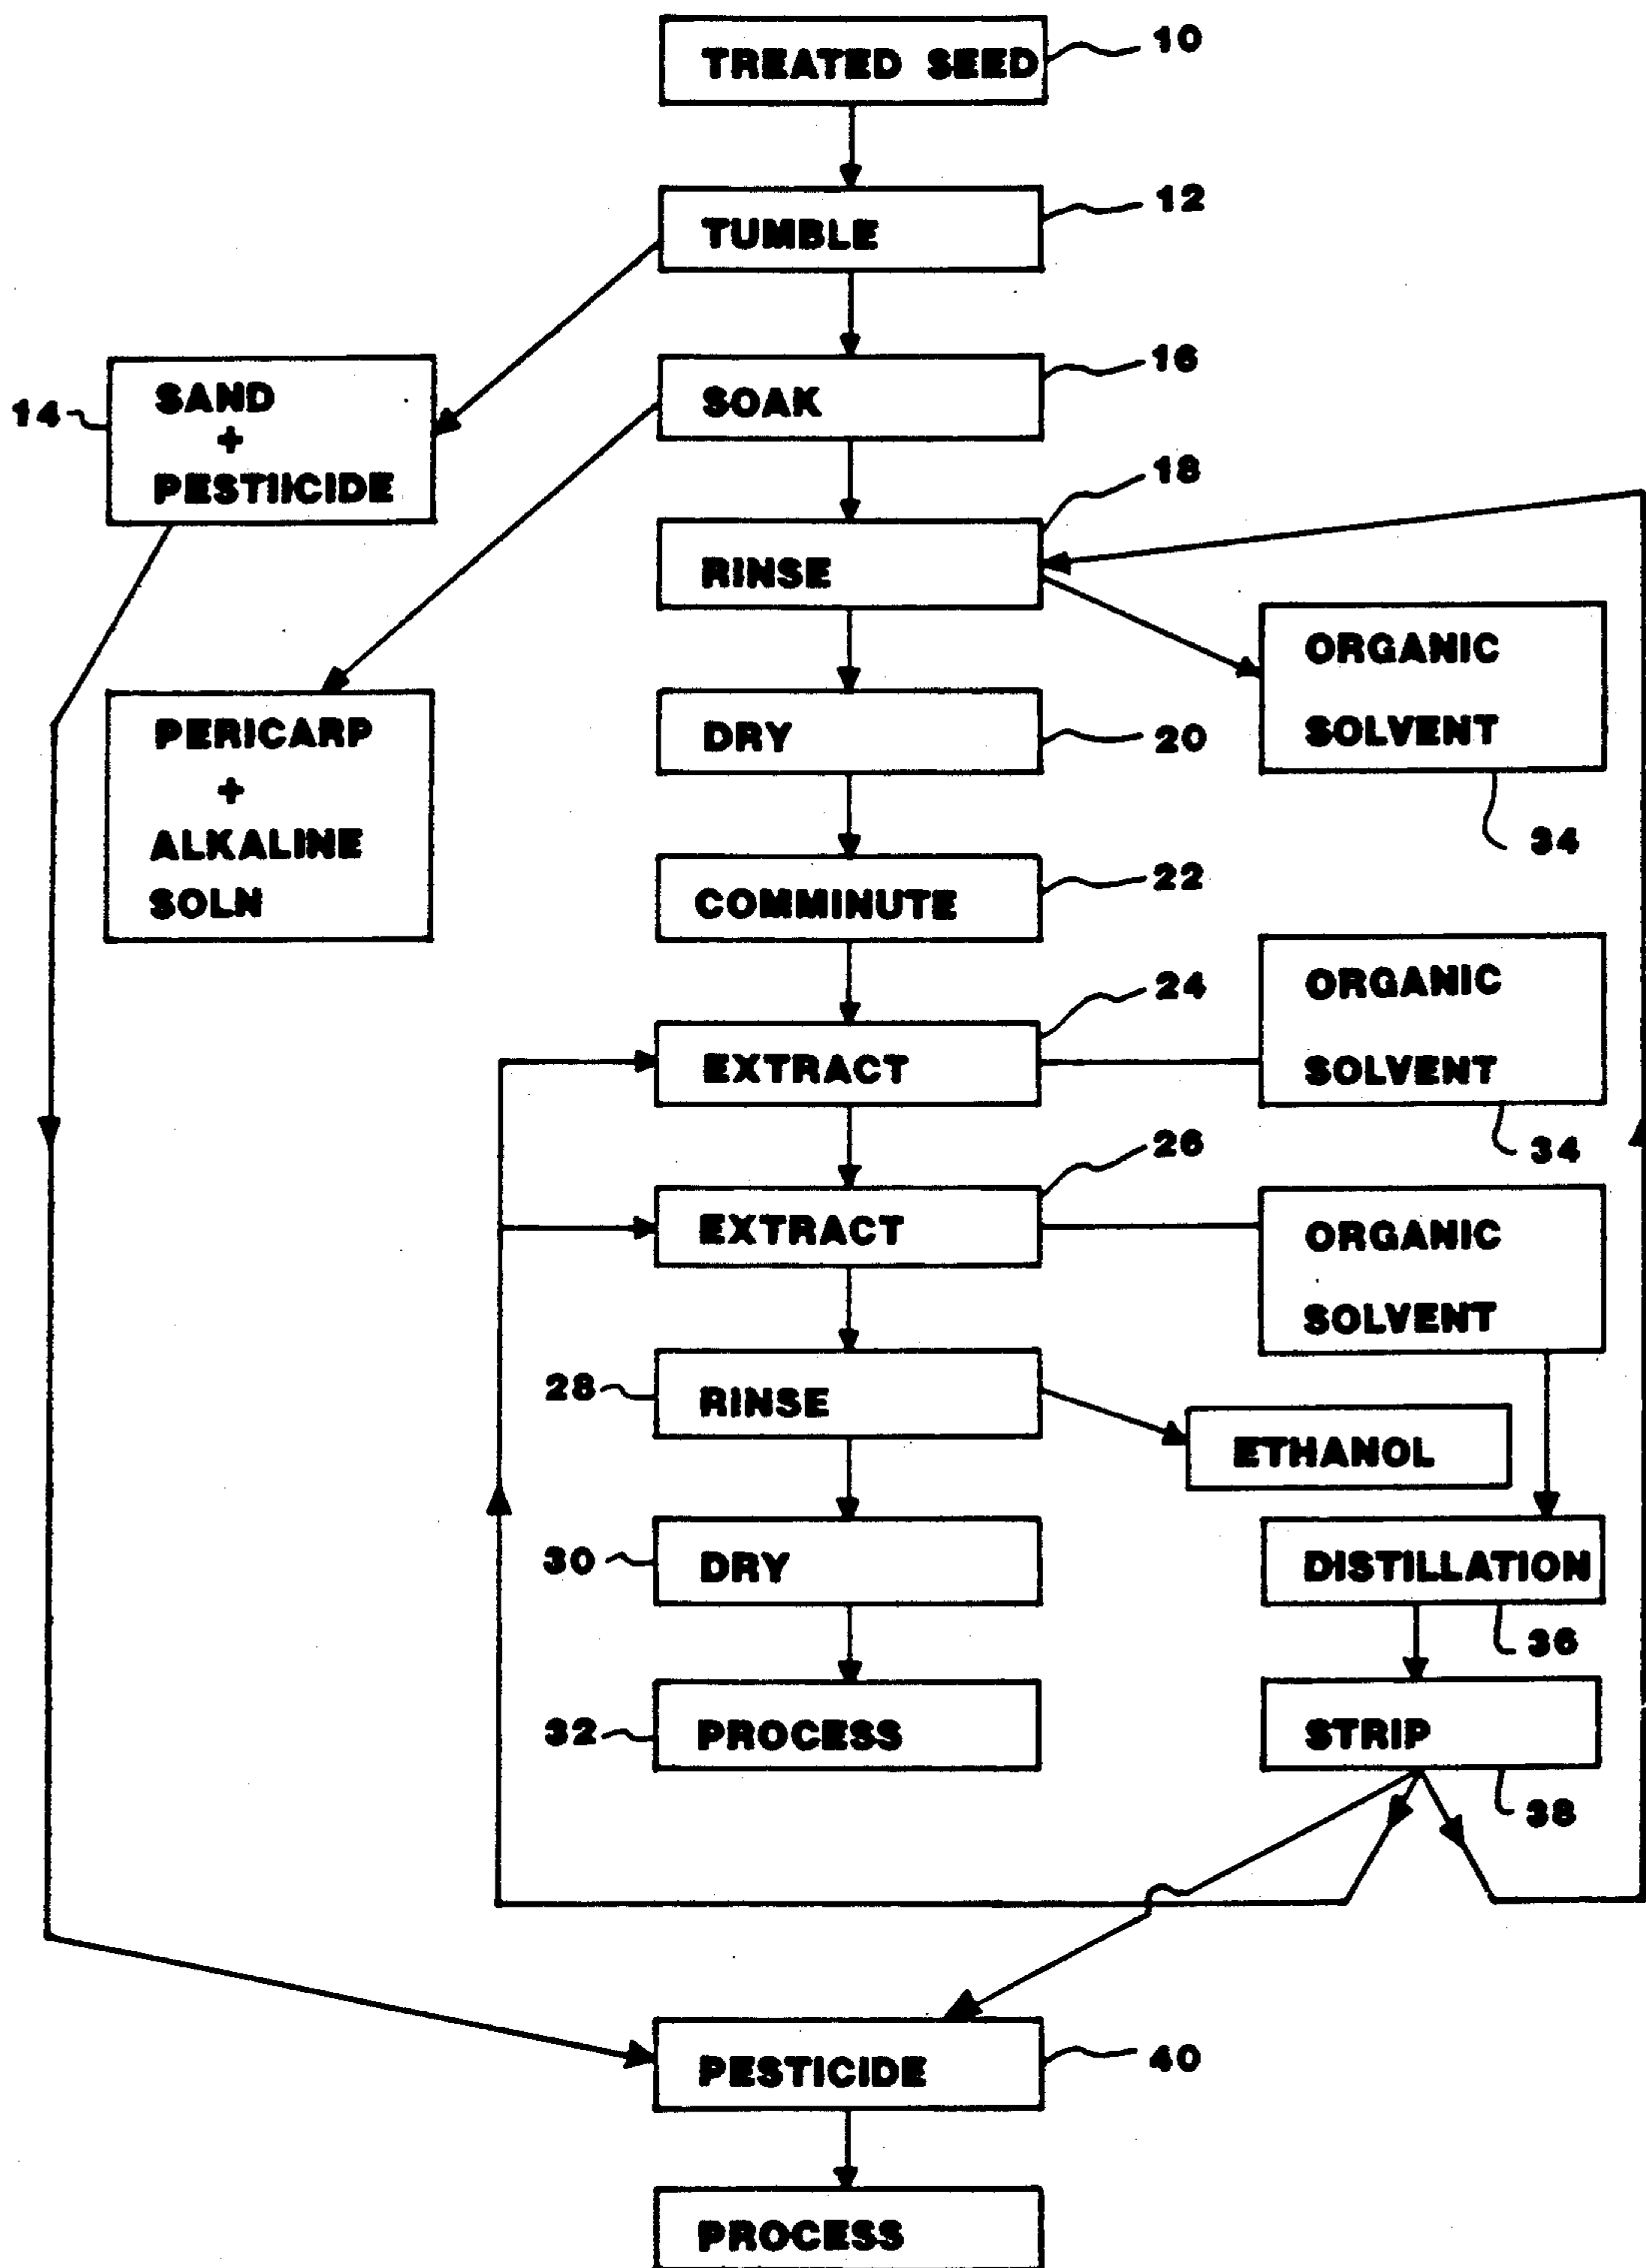 TREATED SEED
10
TUMBLE
12
SOAK
16
14
SAND
+
PESTIICIDE
RINSE
18
ORGANIC
SOLVENT
34
PERICARP
+
ALKALINE
SOLN
DRY
20
COMMINUTE
22
EXTRACT
24
ORGANIC
SOLVENT
34
EXTRACT
26
ORGANIC
SOLVENT
28
RINSE
ETHANOL
30
DRY
DISTILLATION
36
32
PROCESS
STRIP
38
PESTICIDE
40
PROCESS